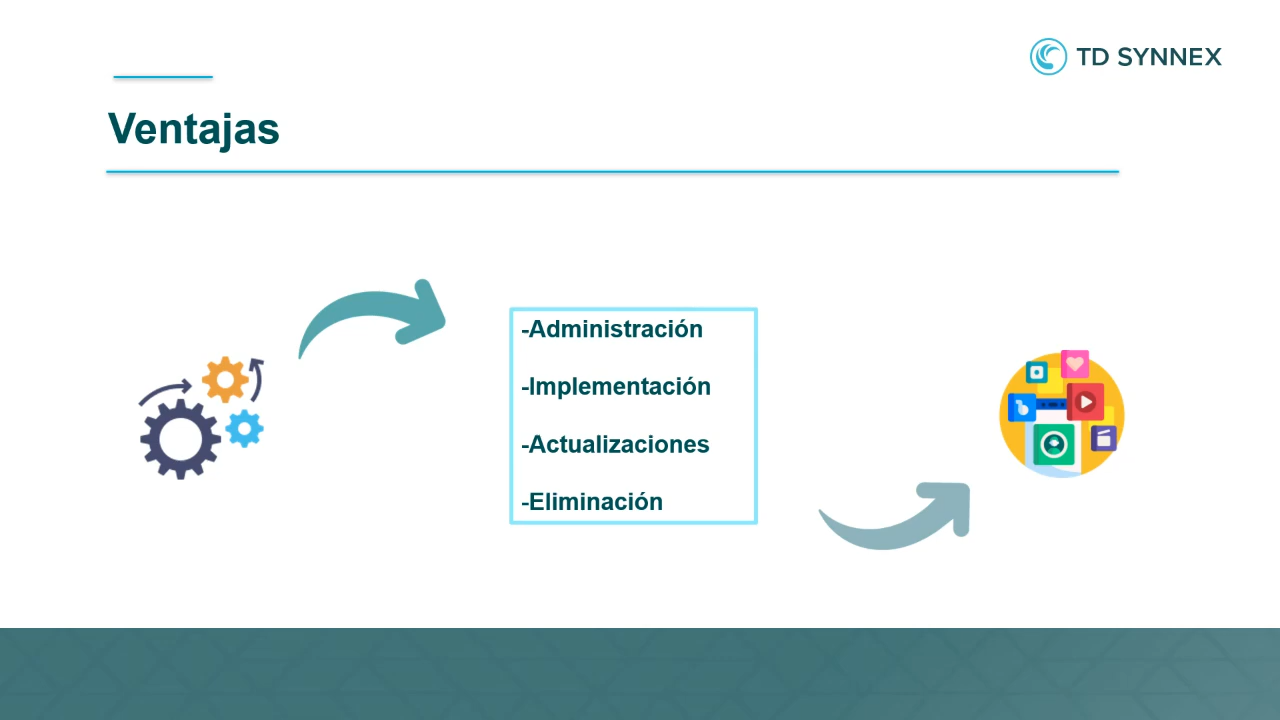 TD SYNNEX
Ventajas
-Administración
-Implementación
-Actualizaciones
-Eliminación